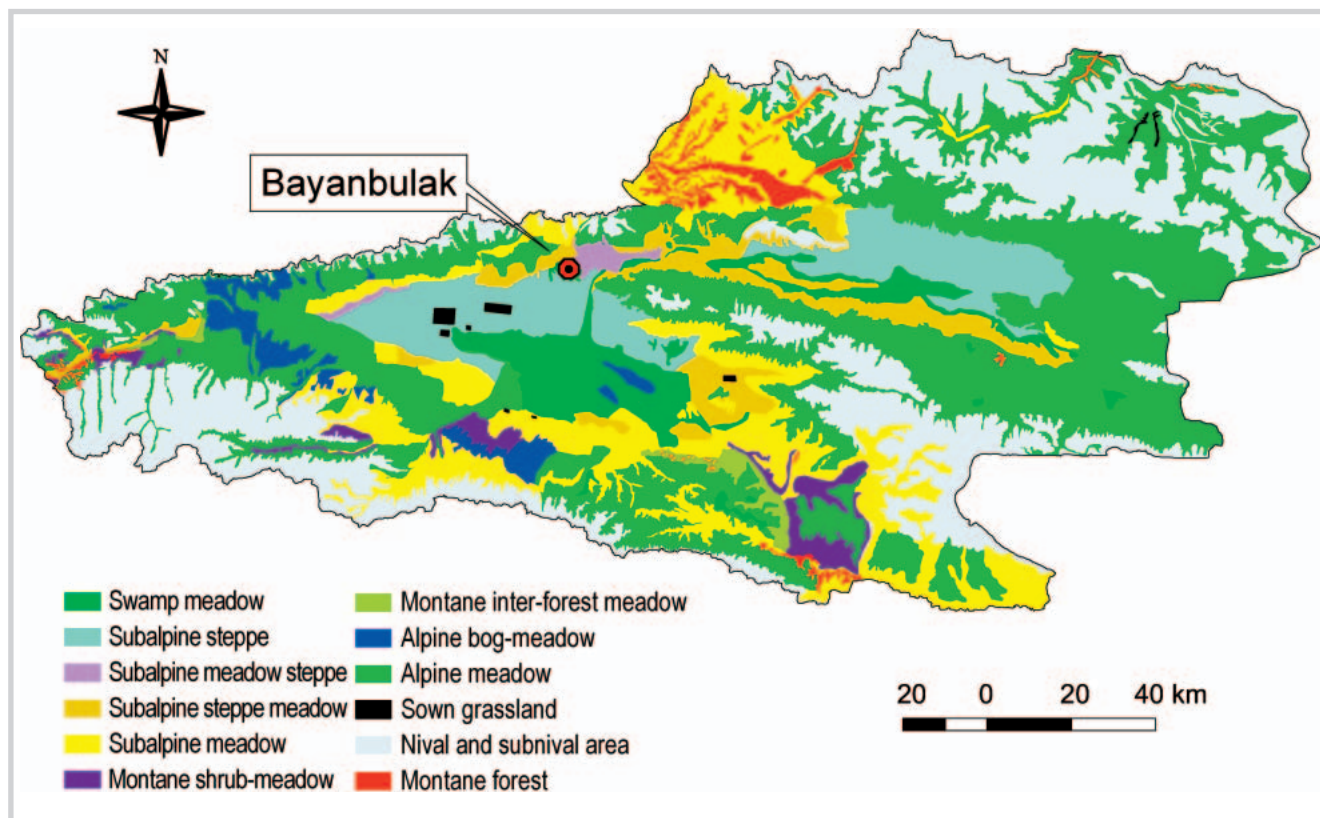 N
Bayanbulak
Swamp meadow
Subalpine steppe
Subalpine meadow steppe
Subalpine steppe meadow
Subalpine meadow
Montane shrub-meadow
Montane inter-forest meadow
Alpine bog-meadow
Alpine meadow
Sown grassland
Nival and subnival area
Montane forest
20 0 20 40 km